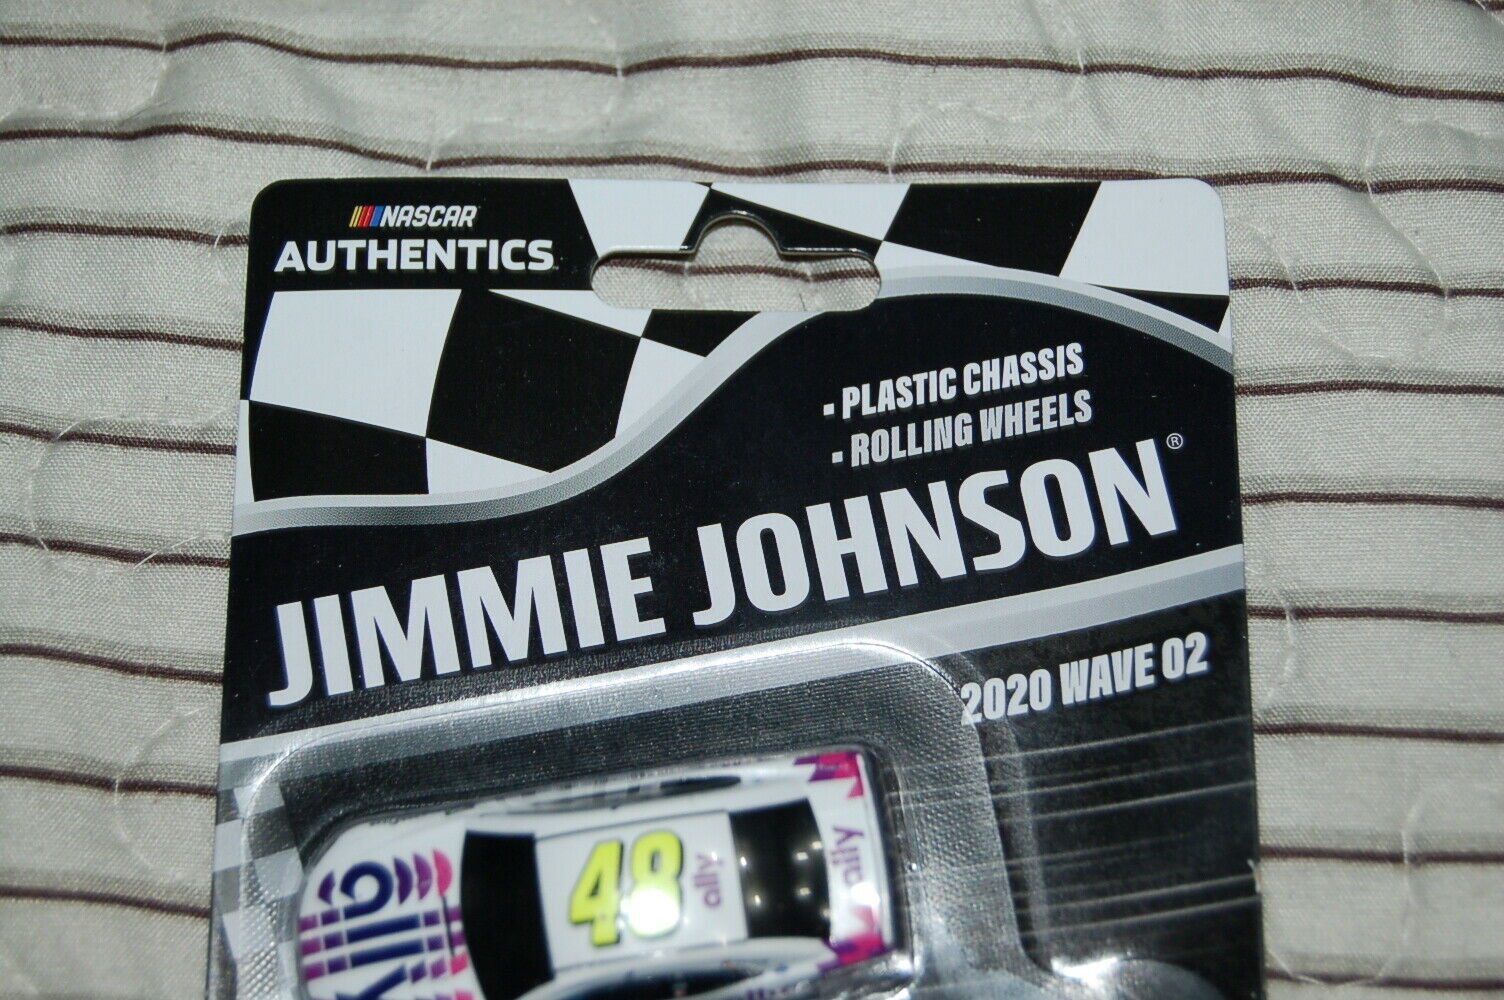 NASCAR
AUTHENTICS
- PLASTIC CHASSIS
- ROLLING WHEELS
JIMMIE JOHNSON®
2020 WAVE 02
ally
48
ally
ally